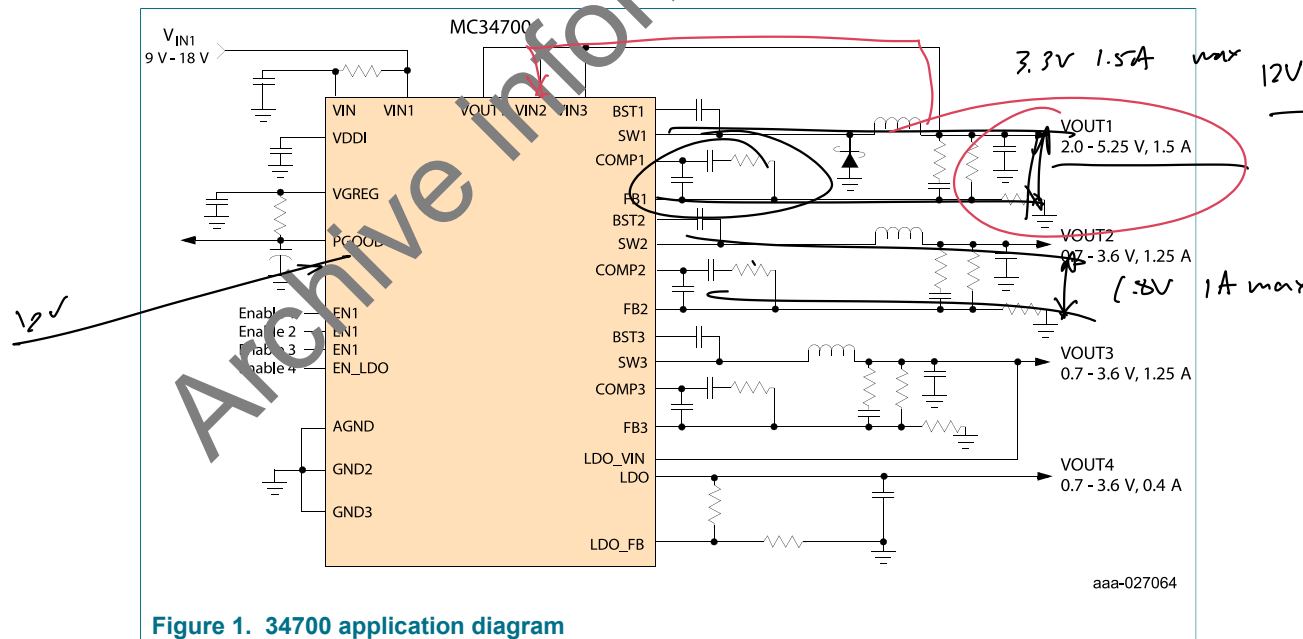 MC34700
VIN1
9 V - 18 V
3.3V 1.5A max
12V
VIN VIN1 VOUT1 VIN2 VIN3
VDDI
VGREG
PGOOD
12V
Enable
Enable 2
Enable 3
Enable 4
EN1
EN1
EN1
EN_LDO
AGND
GND2
GND3
BST1
SW1
COMP1
FB1
BST2
SW2
COMP2
FB2
BST3
SW3
COMP3
FB3
LDO_VIN
LDO
LDO_FB
VOUT1
2.0 - 5.25 V, 1.5 A
VOUT2
0.7 - 3.6 V, 1.25 A
1.8V 1A max
VOUT3
0.7 - 3.6 V, 1.25 A
VOUT4
0.7 - 3.6 V, 0.4 A
Archive infor
aaa-027064
Figure 1. 34700 application diagram